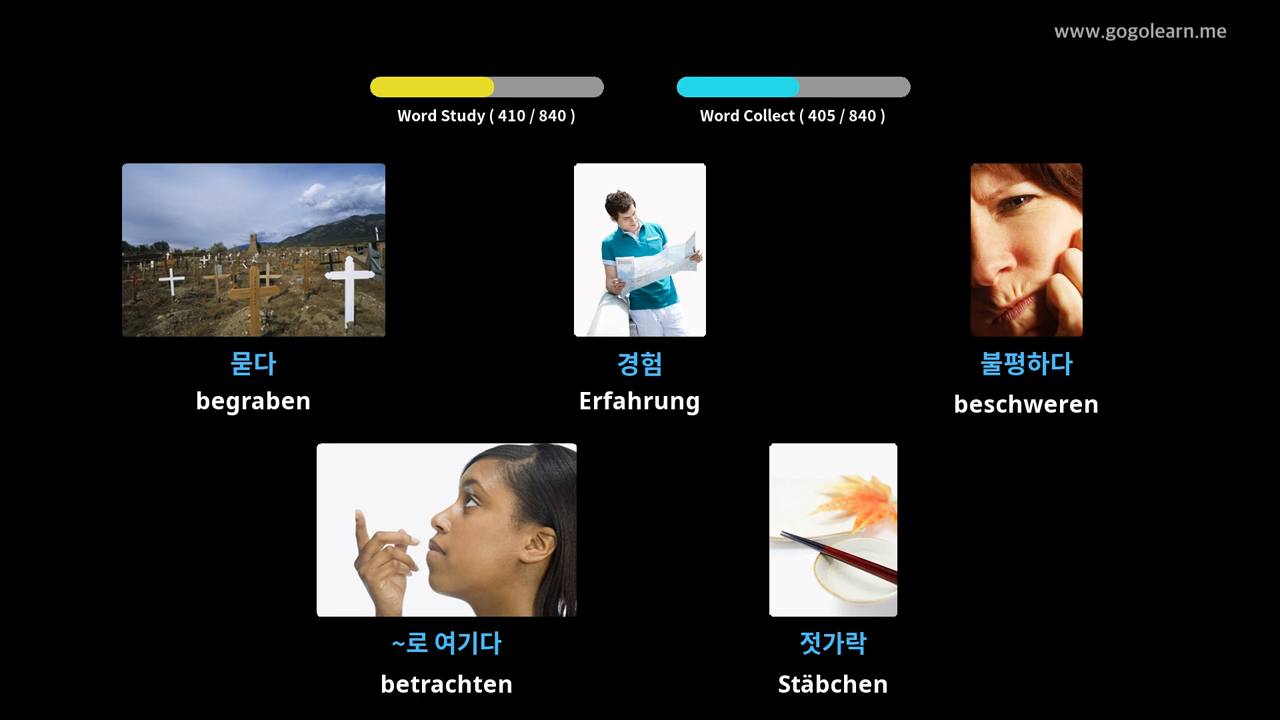 www.gogolearn.me
Word Study ( 410 / 840 )
Word Collect ( 405 / 840 )
묻다
begraben
경험
Erfahrung
불평하다
beschweren
~로 여기다
betrachten
젓가락
Stäbchen